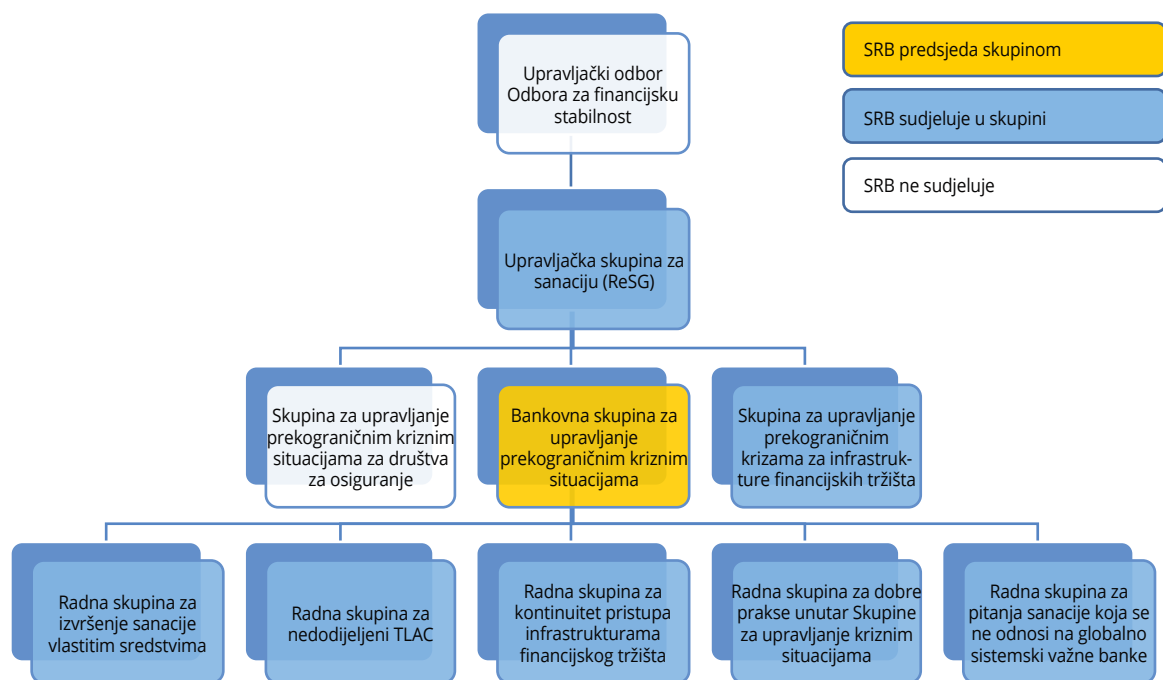 Upravljački odbor
Odbora za financijsku
stabilnost
SRB predsjeda skupinom
SRB sudjeluje u skupini
SRB ne sudjeluje
Upravljačka skupina za
sanaciju (ReSG)
Skupina za upravljanje
prekograničnim kriznim
situacijama za društva
za osiguranje
Bankovna skupina za
upravljanje
prekograničnim kriznim
situacijama
Skupina za upravljanje
prekograničnim
krizama za infrastruk-
ture financijskih tržišta
Radna skupina za
izvršenje sanacije
vlastitim sredstvima
Radna skupina za
nedodijeljeni TLAC
Radna skupina za
kontinuitet pristupa
infrastrukturama
financijskog tržišta
Radna skupina za dobre
prakse unutar Skupine
za upravljanje kriznim
situacijama
Radna skupina za
pitanja sanacije koja se
ne odnosi na globalno
sistemski važne banke